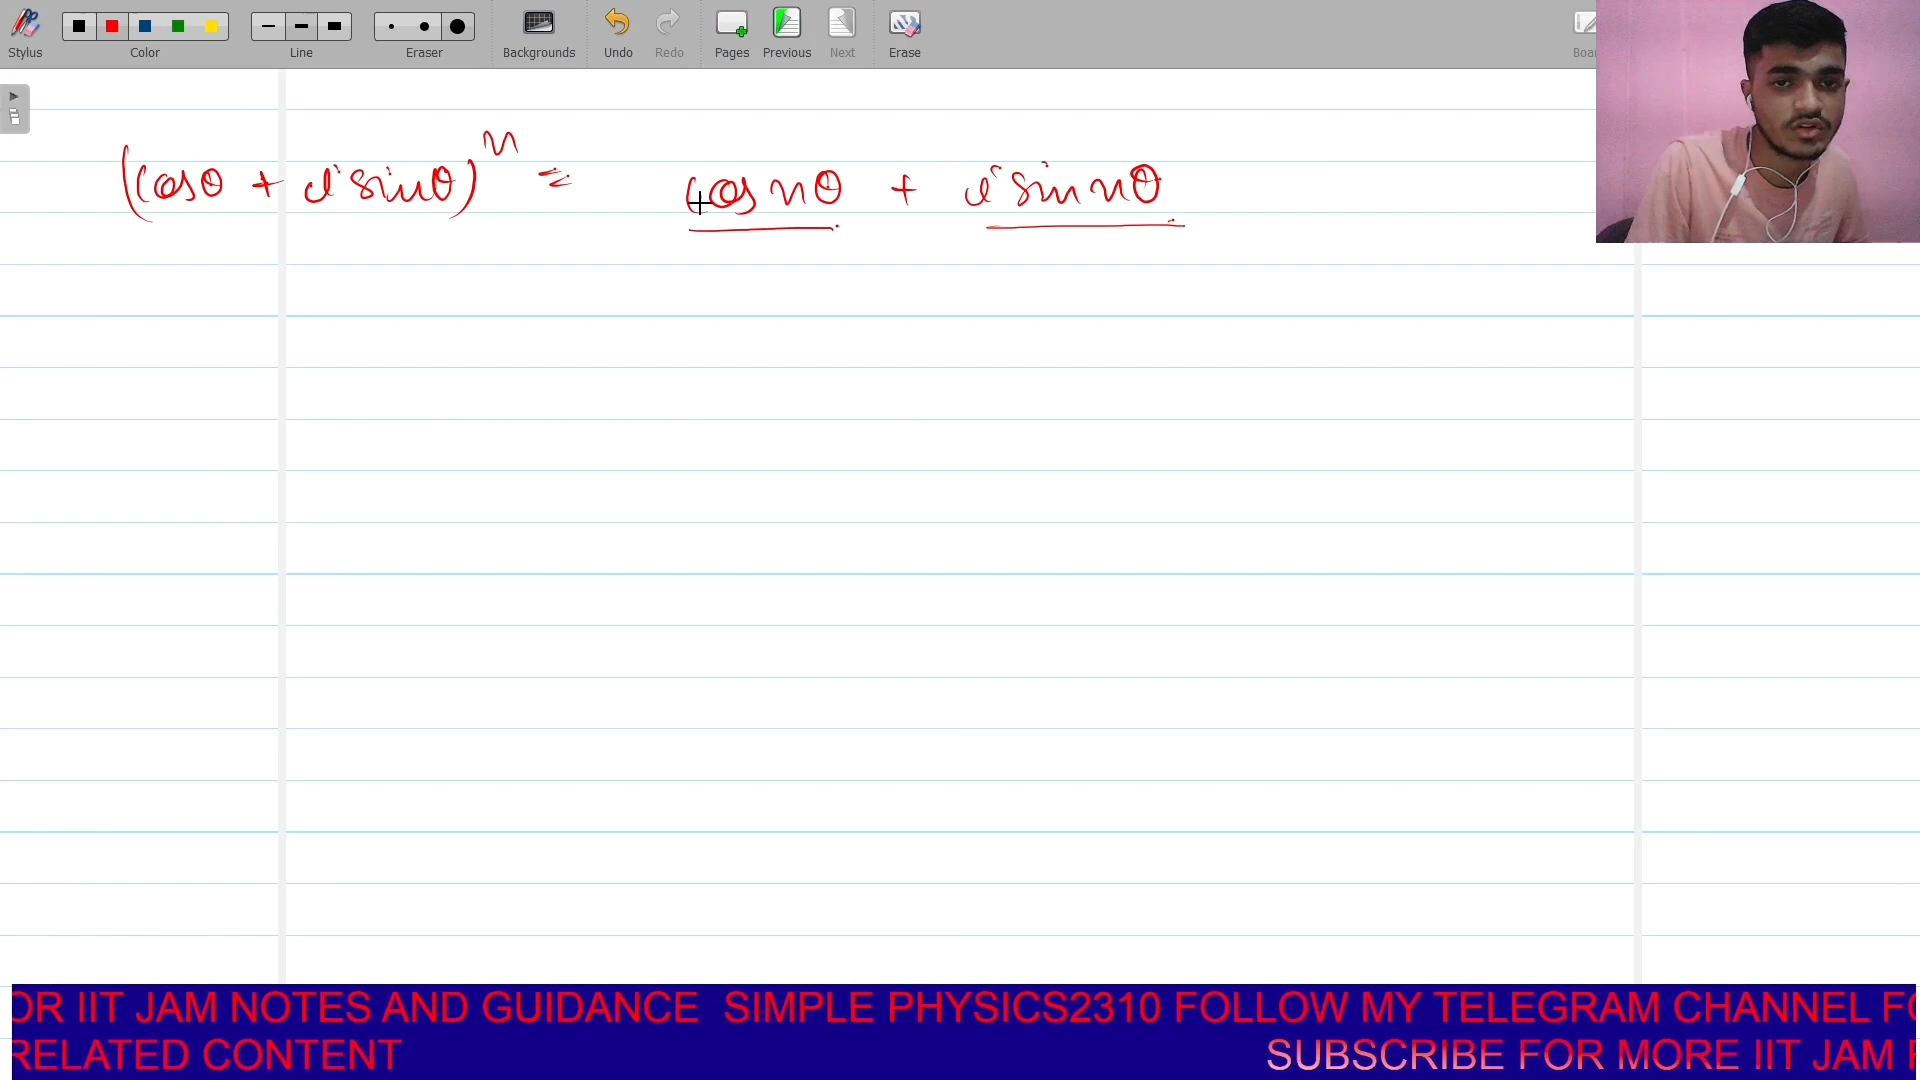 Stylus Color Line Eraser Backgrounds Undo Redo Pages Previous Next Erase
(cosθ + i sinθ)ⁿ = cos nθ + i sin nθ
OR IIT JAM NOTES AND GUIDANCE SIMPLE PHYSICS2310 FOLLOW MY TELEGRAM CHANNEL
RELATED CONTENT SUBSCRIBE FOR MORE IIT JAM